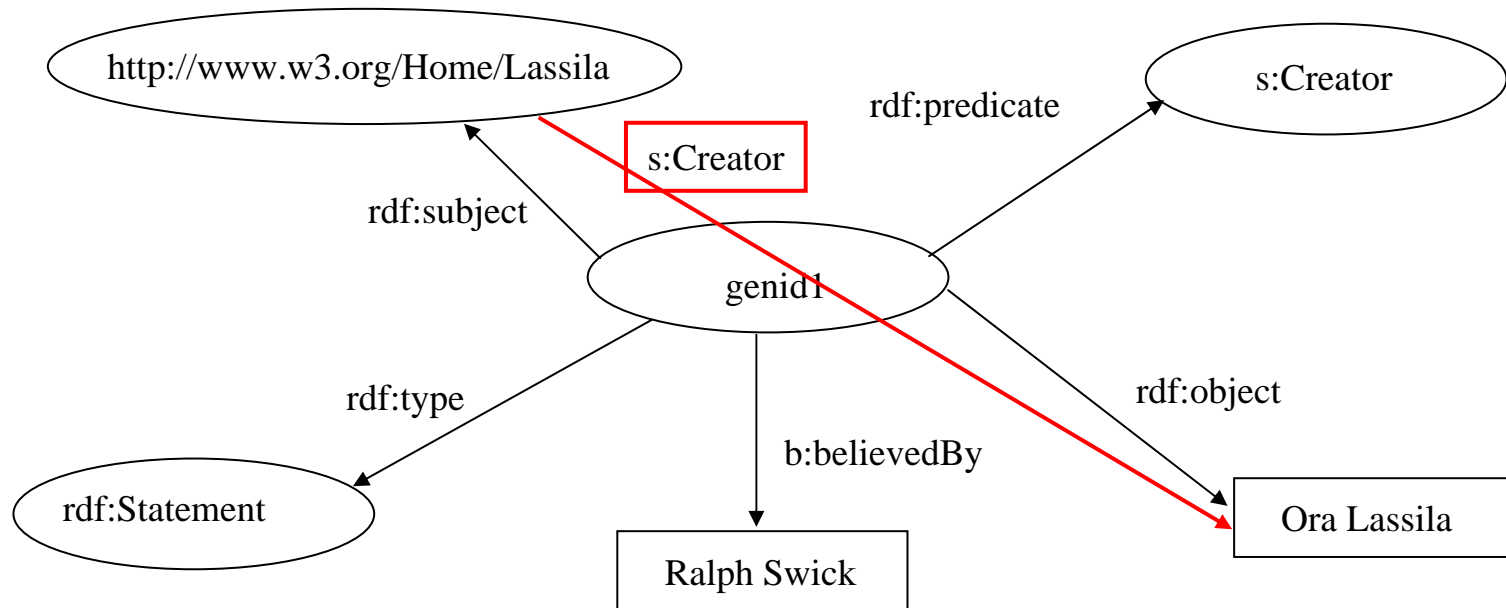 http://www.w3.org/Home/Lassila
s:Creator
rdf:predicate
s:Creator
rdf:subject
genid1
rdf:object
rdf:type
b:believedBy
rdf:Statement
Ora Lassila
Ralph Swick